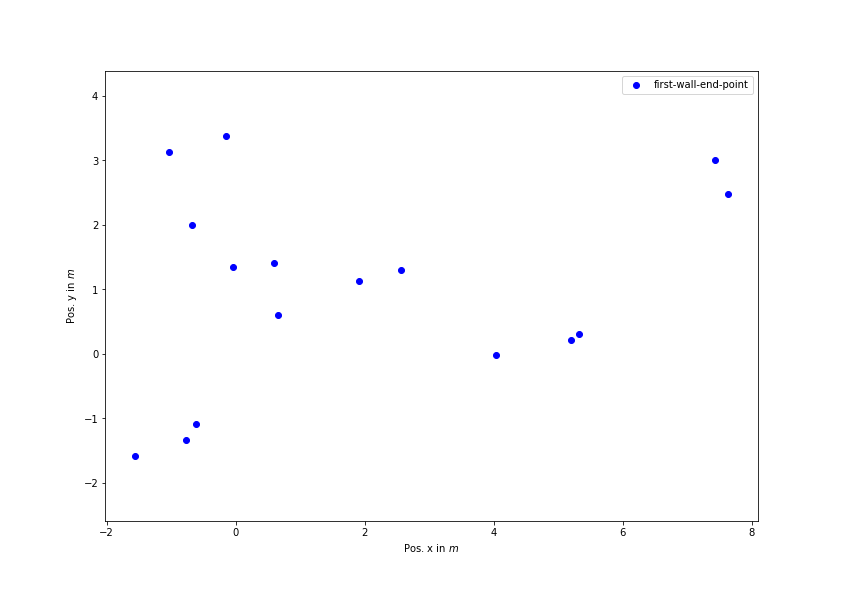 first-wall-end-point
4
3
2
1
0
−1
−2
Pos. y in m
−2 0 2 4 6 8
Pos. x in m